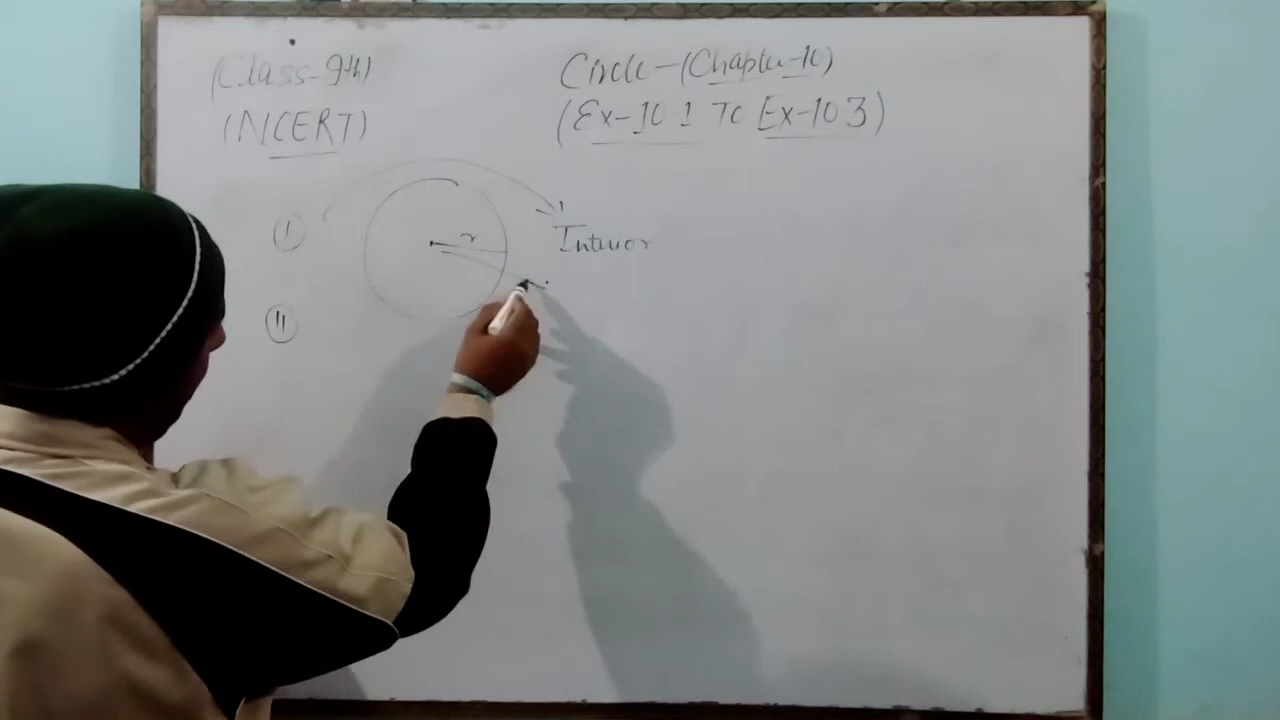 (Class-9th)
(NCERT)
Circle-(Chapter-10)
(Ex-10.1 TO Ex-10.3)
(I)
r
Interior
(II)